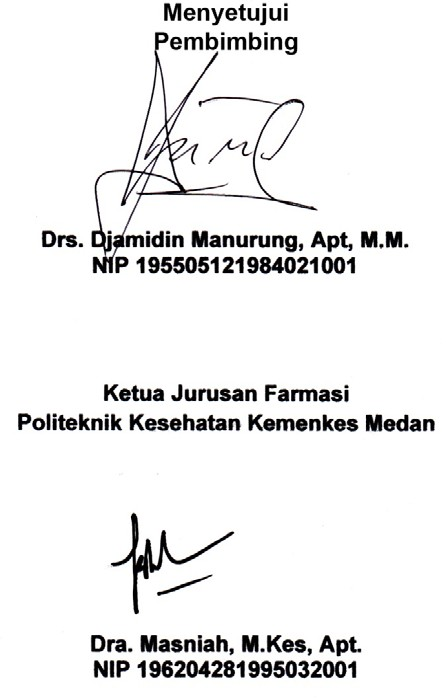 Menyetujui
Pembimbing
Drs. Djamidin Manurung, Apt, M.M.
NIP 195505121984021001
Ketua Jurusan Farmasi
Politeknik Kesehatan Kemenkes Medan
Dra. Masniah, M.Kes, Apt.
NIP 196204281995032001